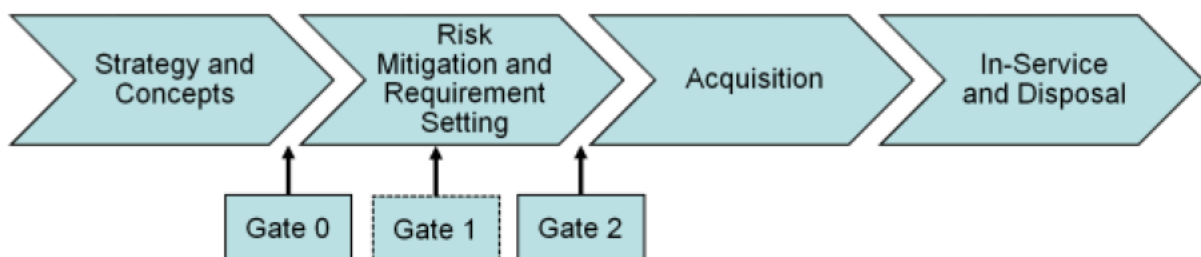 Strategy and
Concepts
Risk
Mitigation and
Requirement
Setting
Acquisition
In-Service
and Disposal
Gate 0
Gate 1
Gate 2